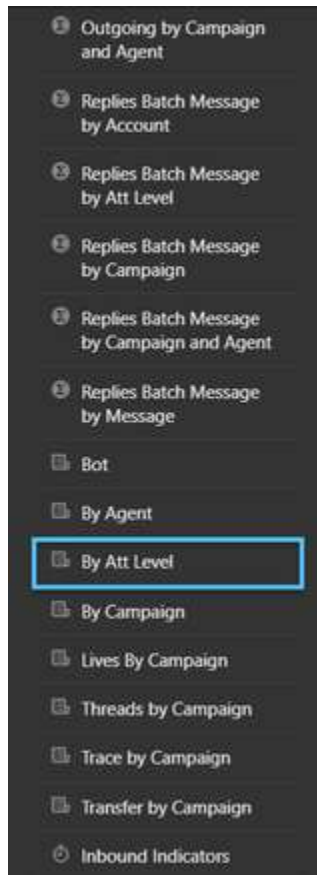 Outgoing by Campaign
and Agent
Replies Batch Message
by Account
Replies Batch Message
by Att Level
Replies Batch Message
by Campaign
Replies Batch Message
by Campaign and Agent
Replies Batch Message
by Message
Bot
By Agent
By Att Level
By Campaign
Lives By Campaign
Threads by Campaign
Trace by Campaign
Transfer by Campaign
Inbound Indicators